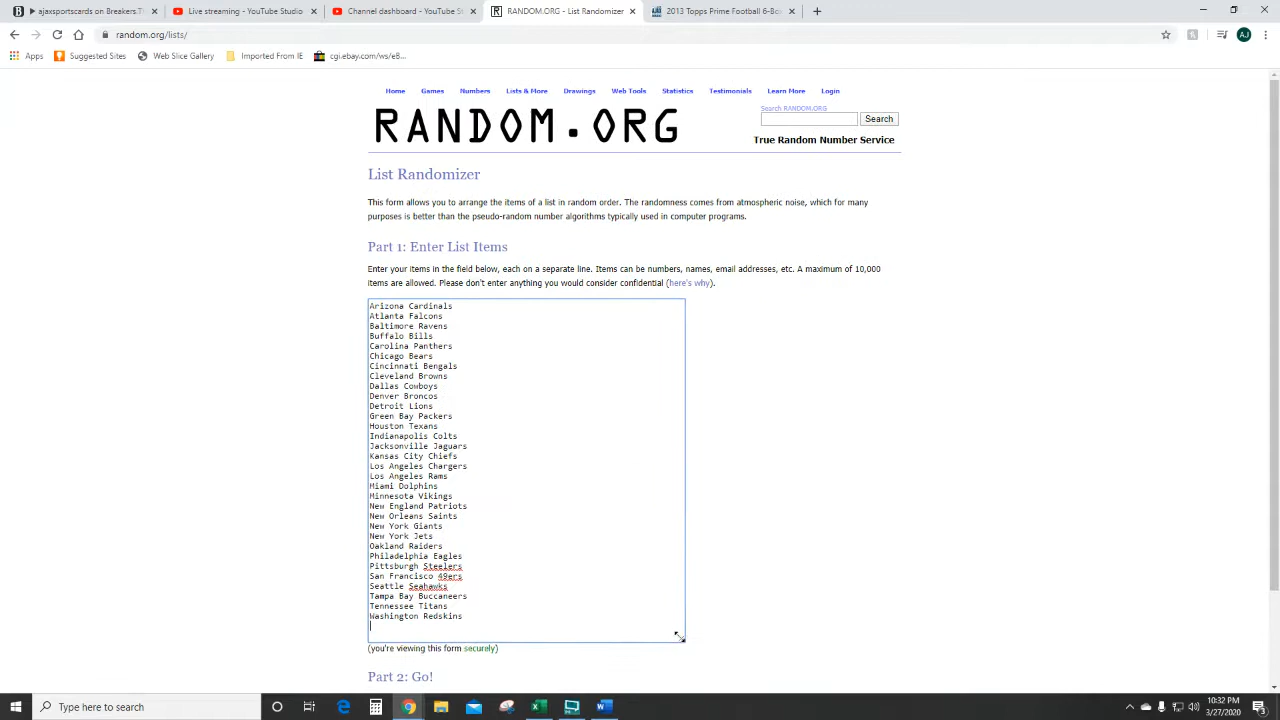 ajaxsportscards on Breakers.T
Live streaming - YouTube Studio
Channel dashboard - YouTube Stu
RANDOM.ORG - List Randomizer
2013 Topps Prime Football 6-Box
random.org/lists/
AJ
Apps
Suggested Sites
Web Slice Gallery
Imported From IE
cgi.ebay.com/ws/eB...
Home
Games
Numbers
Lists & More
Drawings
Web Tools
Statistics
Testimonials
Learn More
Login
RANDOM.ORG
Search RANDOM.ORG
Search
True Random Number Service
List Randomizer
This form allows you to arrange the items of a list in random order. The randomness comes from atmospheric noise, which for many
purposes is better than the pseudo-random number algorithms typically used in computer programs.
Part 1: Enter List Items
Enter your items in the field below, each on a separate line. Items can be numbers, names, email addresses, etc. A maximum of 10,000
items are allowed. Please don't enter anything you would consider confidential (here's why).
Arizona Cardinals
Atlanta Falcons
Baltimore Ravens
Buffalo Bills
Carolina Panthers
Chicago Bears
Cincinnati Bengals
Cleveland Browns
Dallas Cowboys
Denver Broncos
Detroit Lions
Green Bay Packers
Houston Texans
Indianapolis Colts
Jacksonville Jaguars
Kansas City Chiefs
Los Angeles Chargers
Los Angeles Rams
Miami Dolphins
Minnesota Vikings
New England Patriots
New Orleans Saints
New York Giants
New York Jets
Oakland Raiders
Philadelphia Eagles
Pittsburgh Steelers
San Francisco 49ers
Seattle Seahawks
Tampa Bay Buccaneers
Tennessee Titans
Washington Redskins
(you're viewing this form securely)
Part 2: Go!
Type here to search
10:32 PM
3/27/2020